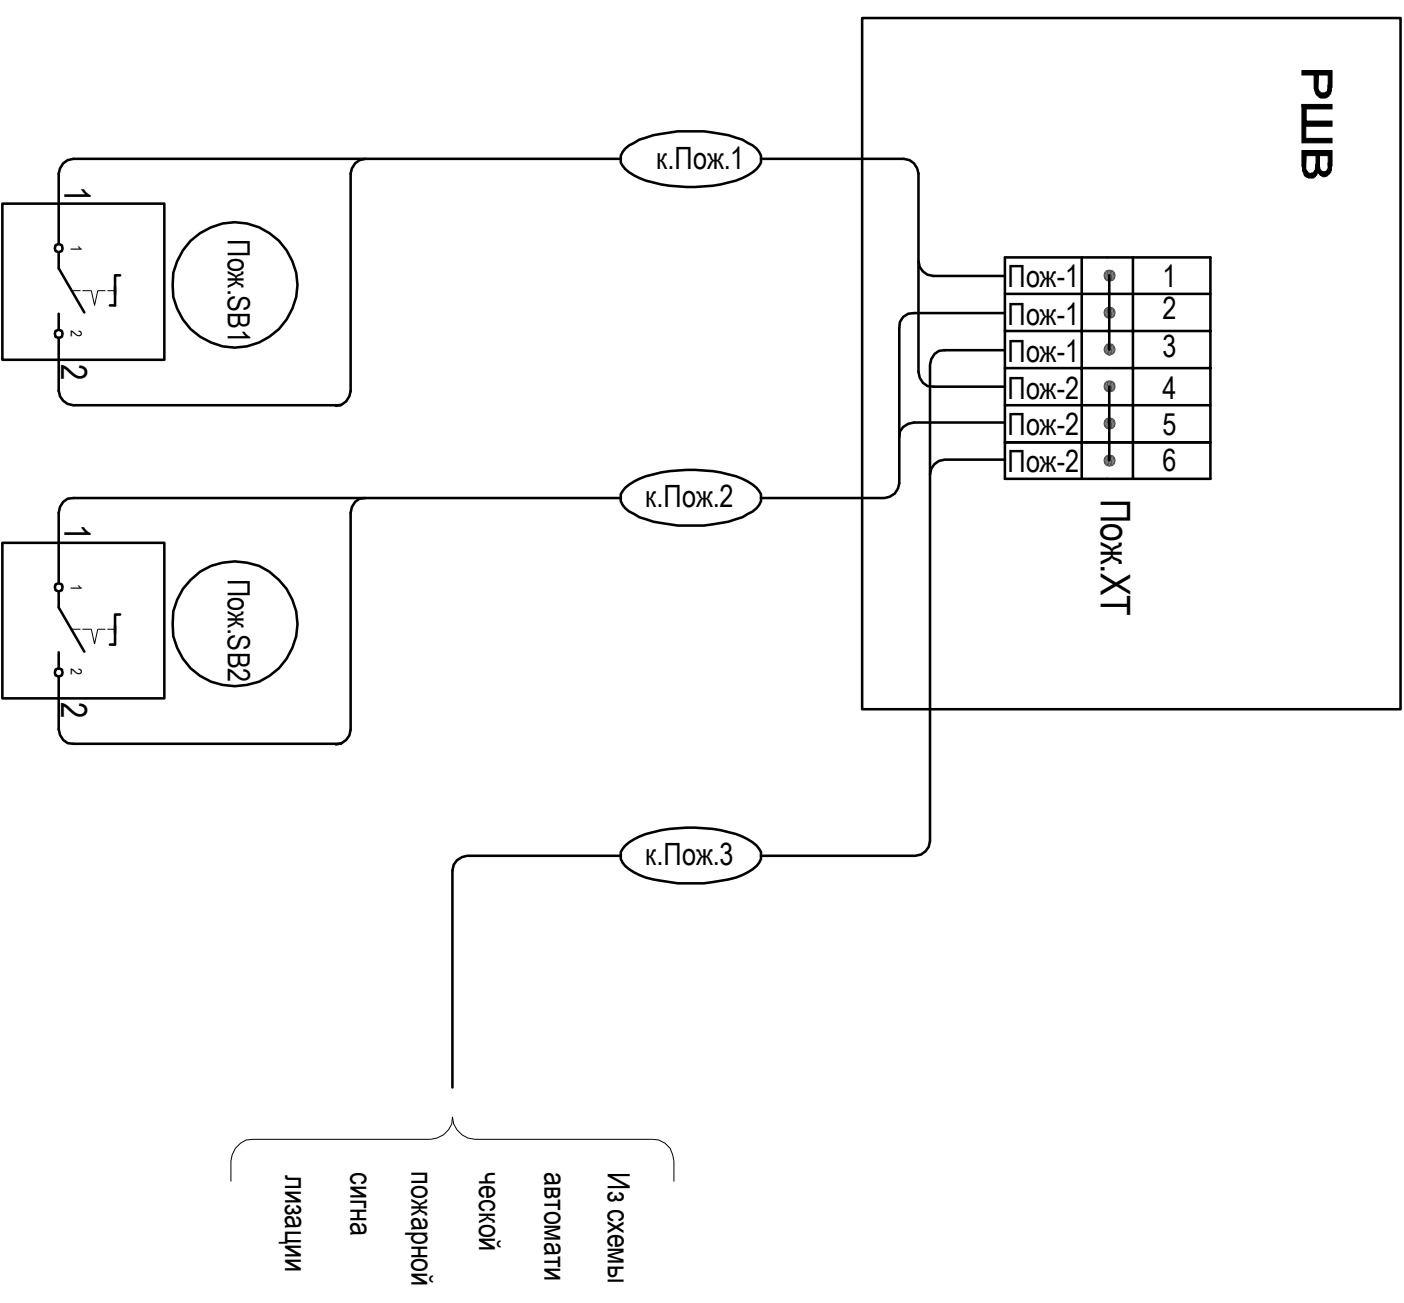 РШВ
к.Пож.1
Пож-1 1
Пож-1 2
Пож-1 3
Пож-2 4
Пож-2 5
Пож-2 6
Пож.XT
1
1
Пож.SB1
2
2
к.Пож.2
1
1
Пож.SB2
2
2
к.Пож.3
Из схемы
автомати
ческой
пожарной
сигна
лизации